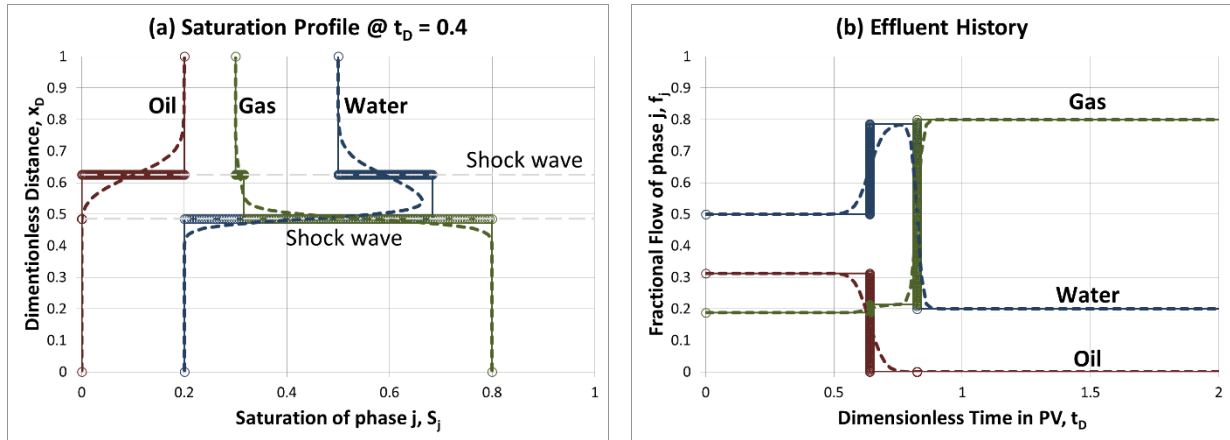 (a) Saturation Profile @ tD = 0.4
1
0.9
0.8
0.7
0.6
0.5
0.4
0.3
0.2
0.1
0
Dimentionless Distance, xD
Oil
Gas
Water
Shock wave
Shock wave
0 0.2 0.4 0.6 0.8 1
Saturation of phase j, Sj
(b) Effluent History
1
0.9
0.8
0.7
0.6
0.5
0.4
0.3
0.2
0.1
0
Fractional Flow of phase j, fj
Gas
Water
Oil
0 0.5 1 1.5 2
Dimensionless Time in PV, tD